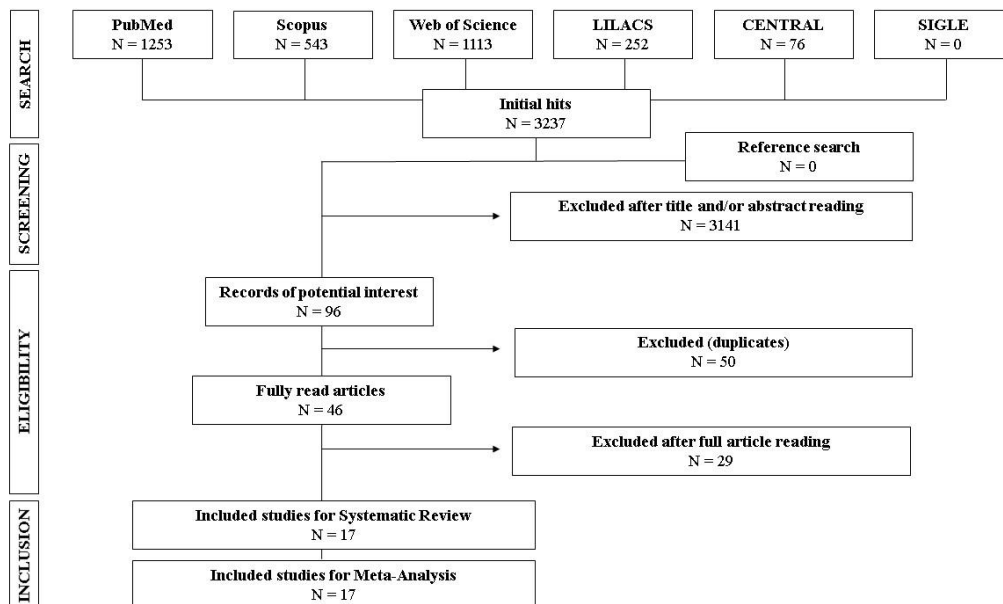 SEARCH
PubMed
N = 1253
Scopus
N = 543
Web of Science
N = 1113
LILACS
N = 252
CENTRAL
N = 76
SIGLE
N = 0
Initial hits
N = 3237
SCREENING
Reference search
N = 0
Excluded after title and/or abstract reading
N = 3141
ELIGIBILITY
Records of potential interest
N = 96
Excluded (duplicates)
N = 50
Fully read articles
N = 46
Excluded after full article reading
N = 29
INCLUSION
Included studies for Systematic Review
N = 17
Included studies for Meta-Analysis
N = 17